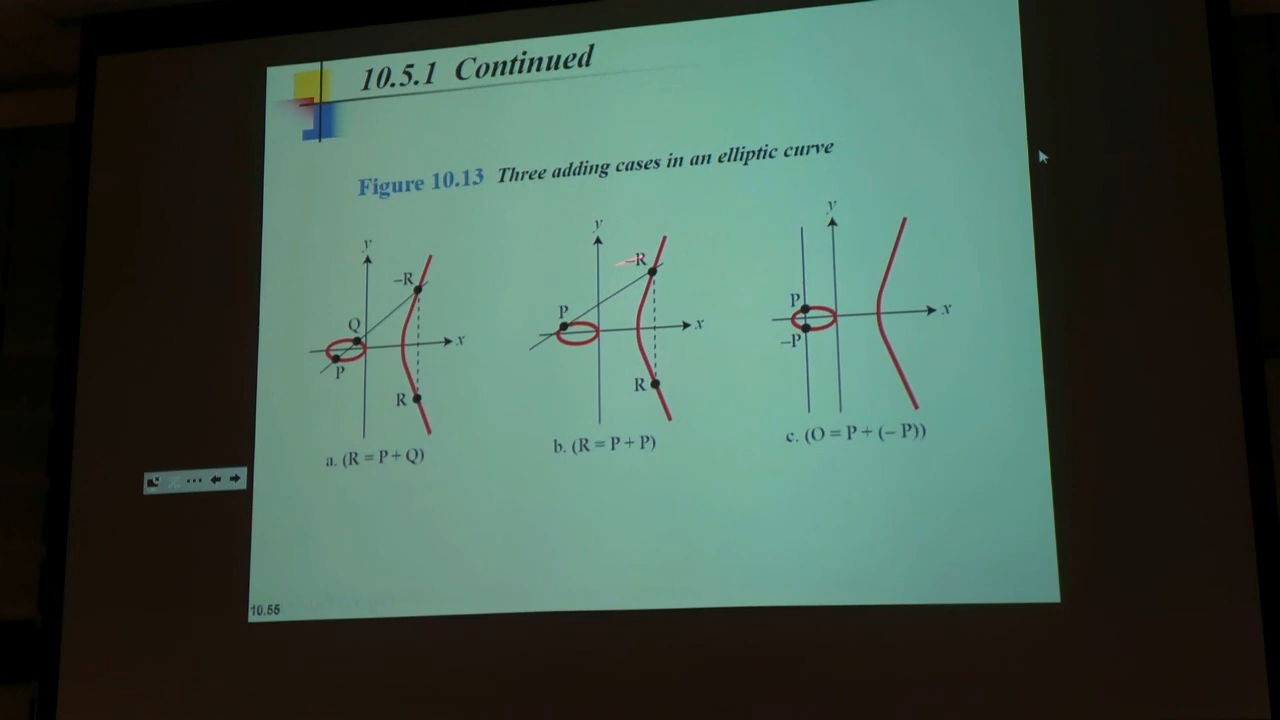 10.5.1 Continued
Figure 10.13 Three adding cases in an elliptic curve
y
–R
Q
x
P
R
a. (R = P + Q)
y
–R
P
x
R
b. (R = P + P)
y
P
x
–P
c. (O = P + (– P))
10.55